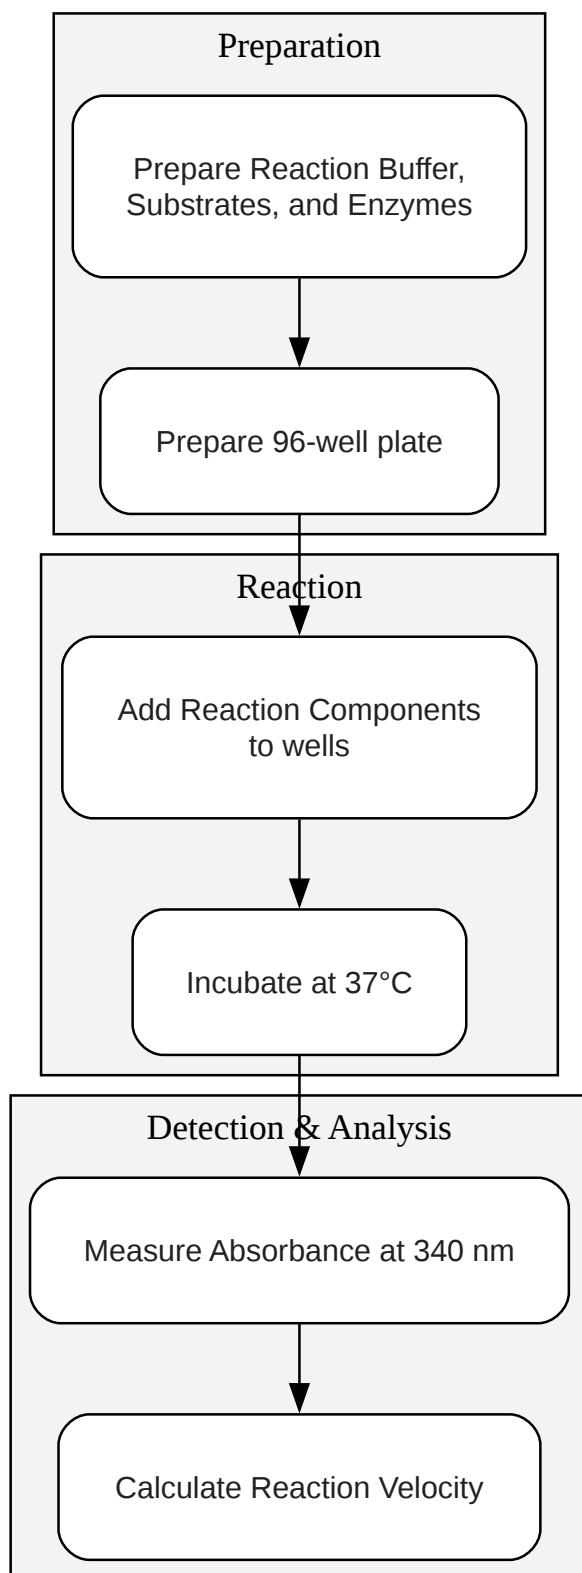 Preparation
Prepare Reaction Buffer,
Substrates, and Enzymes
Prepare 96-well plate
Reaction
Add Reaction Components
to wells
Incubate at 37°C
Detection & Analysis
Measure Absorbance at 340 nm
Calculate Reaction Velocity